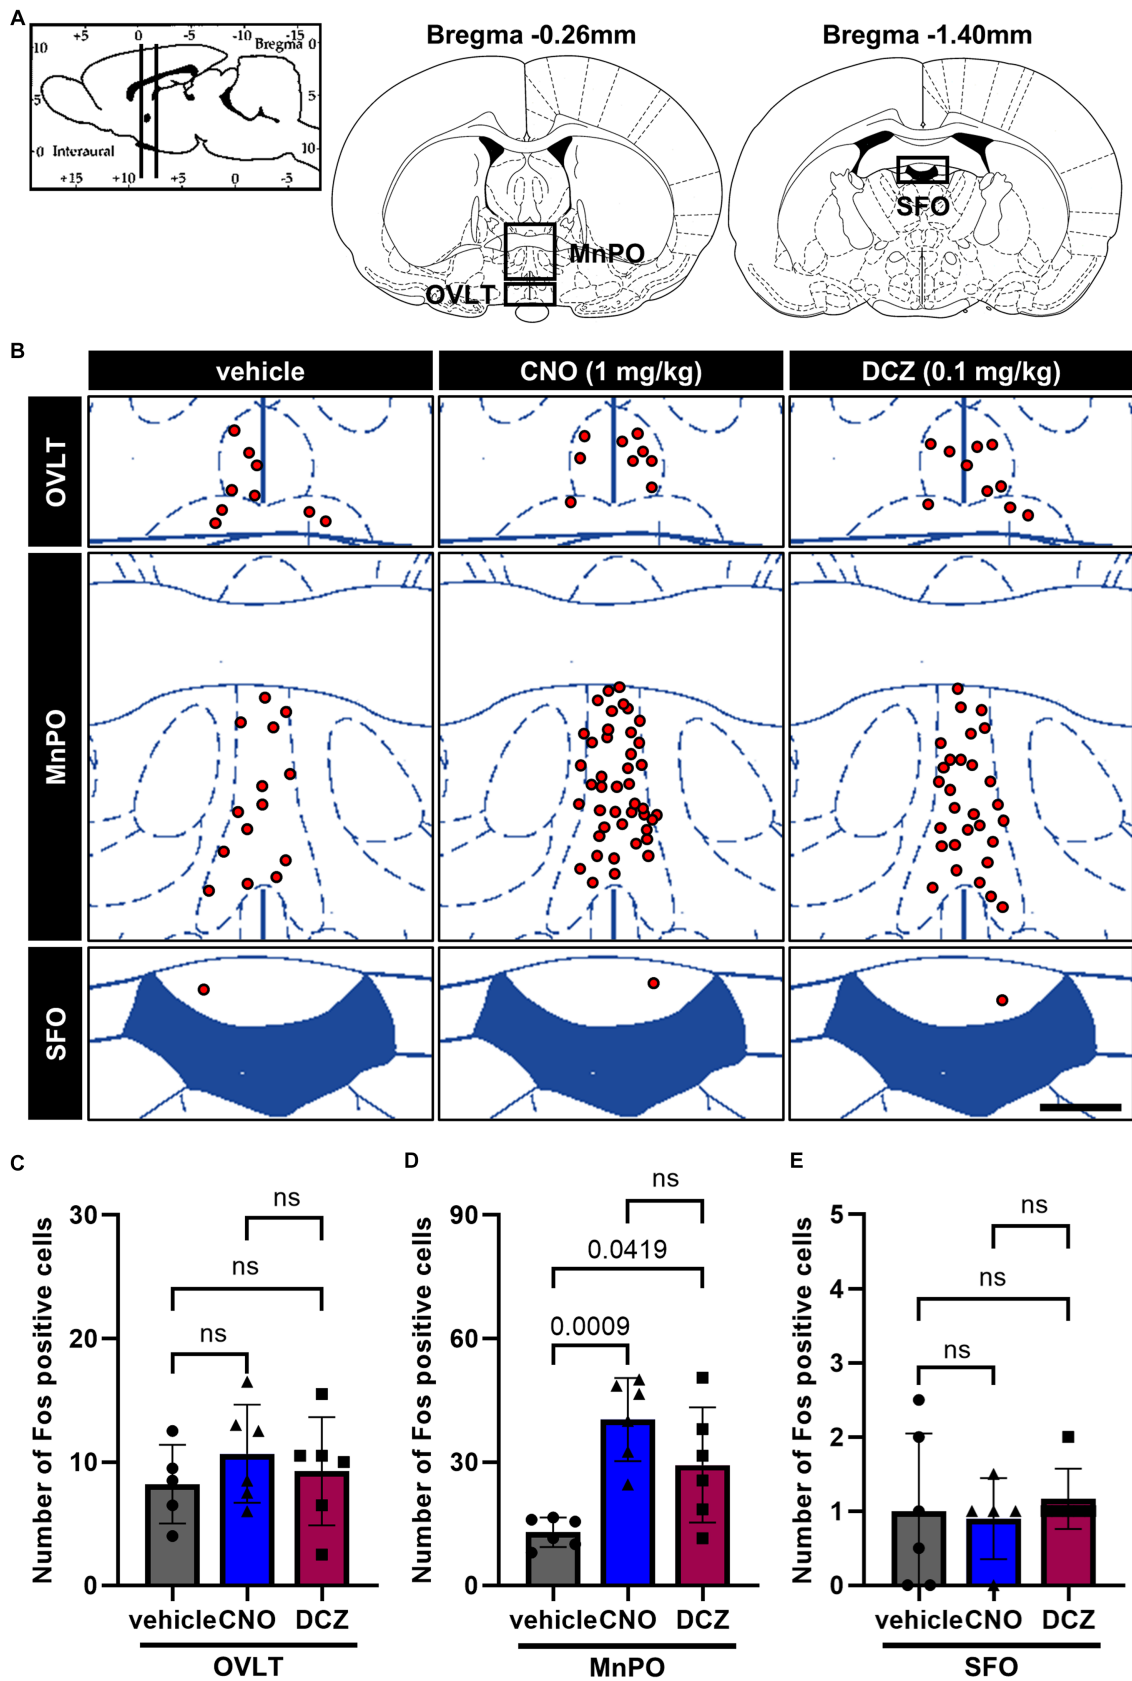 A
+5 0 -5 -10 -15
Bregma 0
10
5
5
0 Interaural
10
+15 +10 +5 0 -5
Bregma -0.26mm
MnPO
OVLT
Bregma -1.40mm
SFO
B
vehicle
CNO (1 mg/kg)
DCZ (0.1 mg/kg)
OVLT
MnPO
SFO
C
Number of Fos positive cells
30
20
10
0
ns
ns
ns
vehicle CNO DCZ
OVLT
D
Number of Fos positive cells
90
60
30
0
ns
0.0419
0.0009
vehicle CNO DCZ
MnPO
E
Number of Fos positive cells
5
4
3
2
1
0
ns
ns
ns
vehicle CNO DCZ
SFO